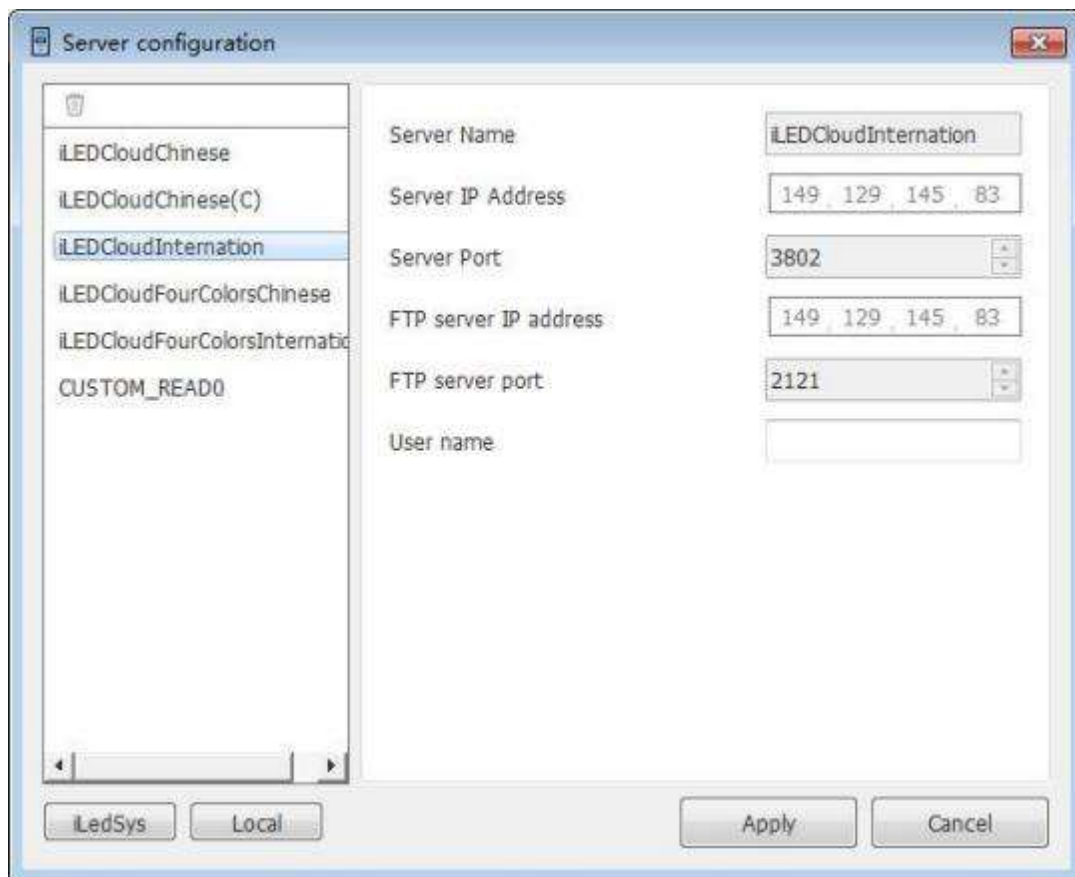 Server configuration
iLEDCloudChinese
iLEDCloudChinese(C)
iLEDCloudInternation
iLEDCloudFourColorsChinese
iLEDCloudFourColorsInternatio
CUSTOM_READ0
Server Name iLEDCloudInternation
Server IP Address 149 . 129 . 145 . 83
Server Port 3802
FTP server IP address 149 . 129 . 145 . 83
FTP server port 2121
User name
iLedSys Local Apply Cancel